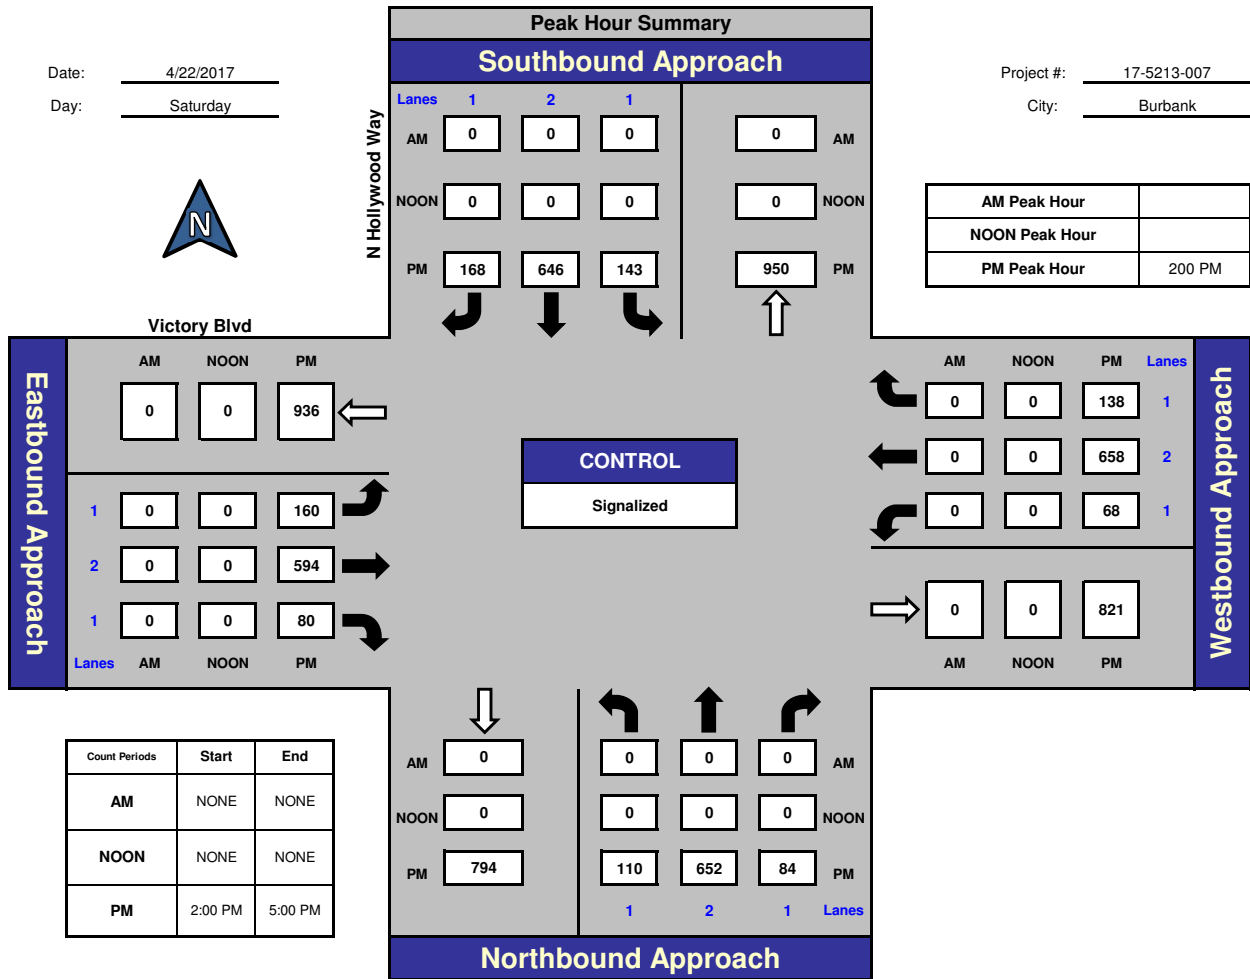 Peak Hour Summary
Southbound Approach
Date: 4/22/2017
Day: Saturday
Project #: 17-5213-007
City: Burbank
N
N Hollywood Way
Lanes 1 2 1
AM 0 0 0 0 AM
NOON 0 0 0 0 NOON
PM 168 646 143 950 PM
AM Peak Hour
NOON Peak Hour
PM Peak Hour 200 PM
Victory Blvd
Eastbound Approach
AM NOON PM
0 0 936
1 0 0 160
2 0 0 594
1 0 0 80
Lanes AM NOON PM
CONTROL
Signalized
AM NOON PM Lanes
0 0 138 1
0 0 658 2
0 0 68 1
0 0 821
AM NOON PM
Westbound Approach
Count Periods Start End
AM NONE NONE
NOON NONE NONE
PM 2:00 PM 5:00 PM
AM 0 0 0 0 AM
NOON 0 0 0 0 NOON
PM 794 110 652 84 PM
1 2 1 Lanes
Northbound Approach